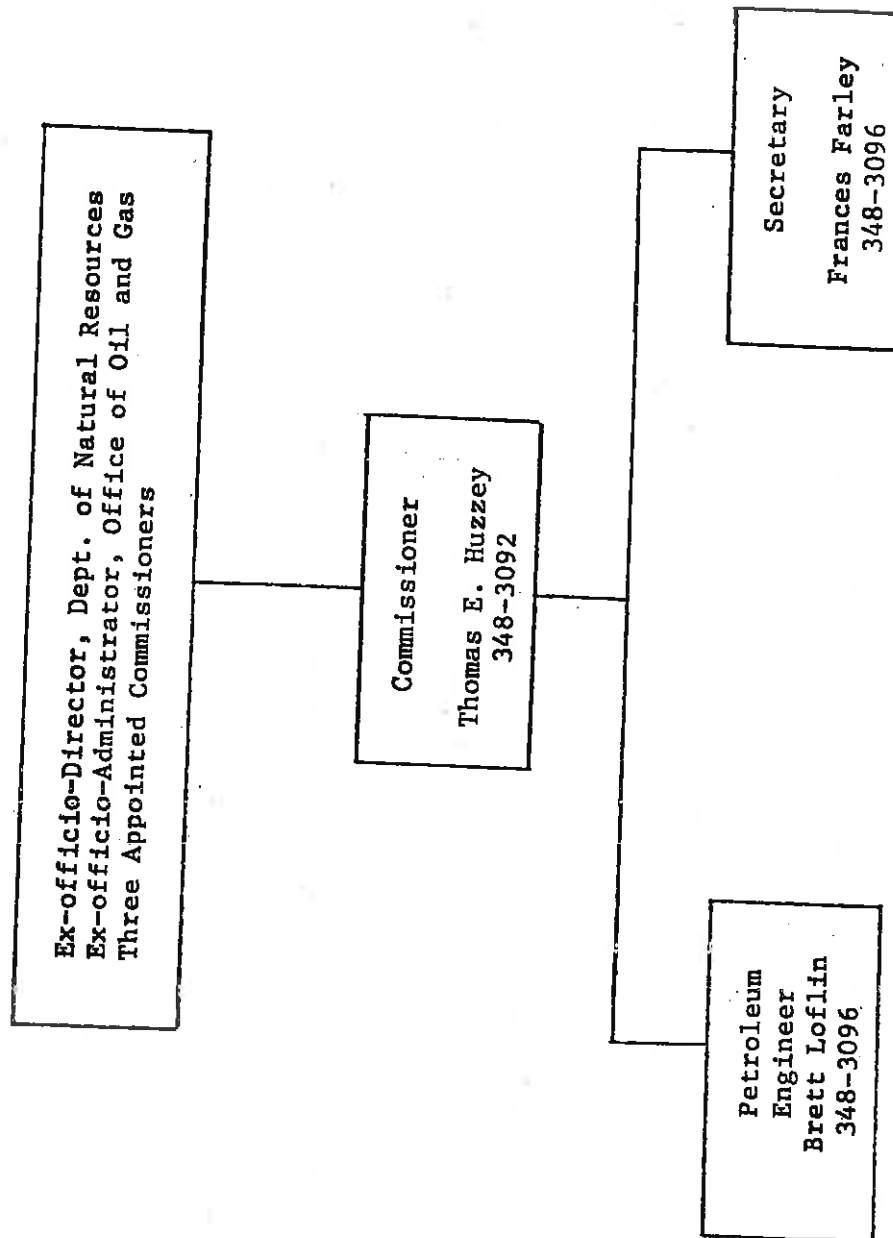 Ex-officio-Director, Dept. of Natural Resources
Ex-officio-Administrator, Office of Oil and Gas
Three Appointed Commissioners
Commissioner
Thomas E. Huzzey
348-3092
Petroleum
Engineer
Brett Loflin
348-3096
Secretary
Frances Farley
348-3096